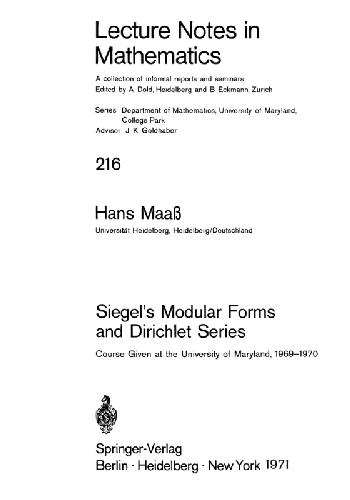 Lecture Notes in
Mathematics
A collection of informal reports and seminars
Edited by A. Dold, Heidelberg and B. Eckmann, Zürich
Series: Department of Mathematics, University of Maryland,
College Park
Adviser: J. K. Goldhaber
216
Hans Maaß
Universität Heidelberg, Heidelberg/Deutschland
Siegel's Modular Forms
and Dirichlet Series
Course Given at the University of Maryland, 1969–1970
Springer-Verlag
Berlin · Heidelberg · New York 1971